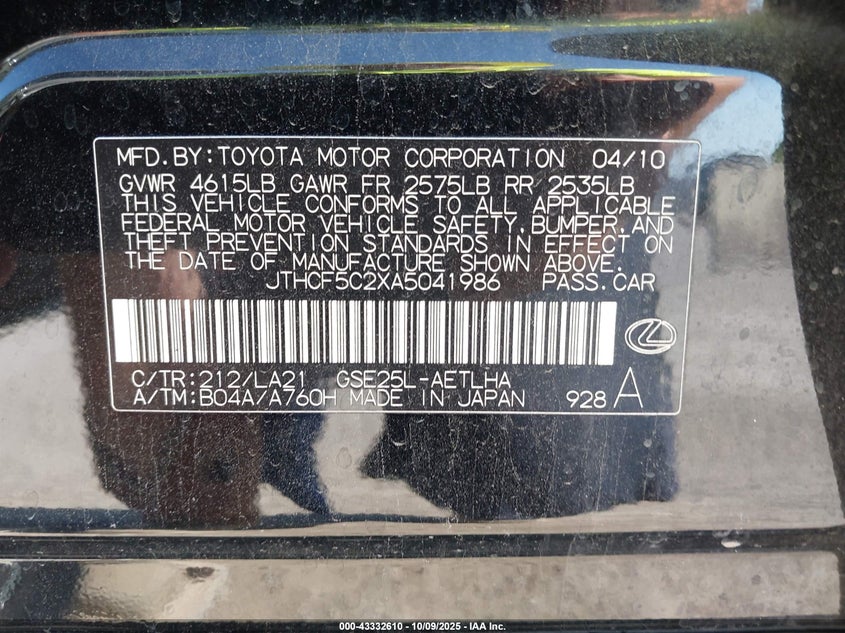 MFD.BY:TOYOTA MOTOR CORPORATION 04/10
GVWR 4615LB GAWR FR 2575LB RR 2535LB
THIS VEHICLE CONFORMS TO ALL APPLICABLE
FEDERAL MOTOR VEHICLE SAFETY,BUMPER,AND
THEFT PREVENTION STANDARDS IN EFFECT ON
THE DATE OF MANUFACTURE SHOWN ABOVE.
JTHCF5C2XA5041986 PASS.CAR
C/TR:212/LA21 GSE25L-AETLHA
A/TM:B04A/A760H MADE IN JAPAN 928 A
000-43332610 - 10/09/2025 - IAA Inc.